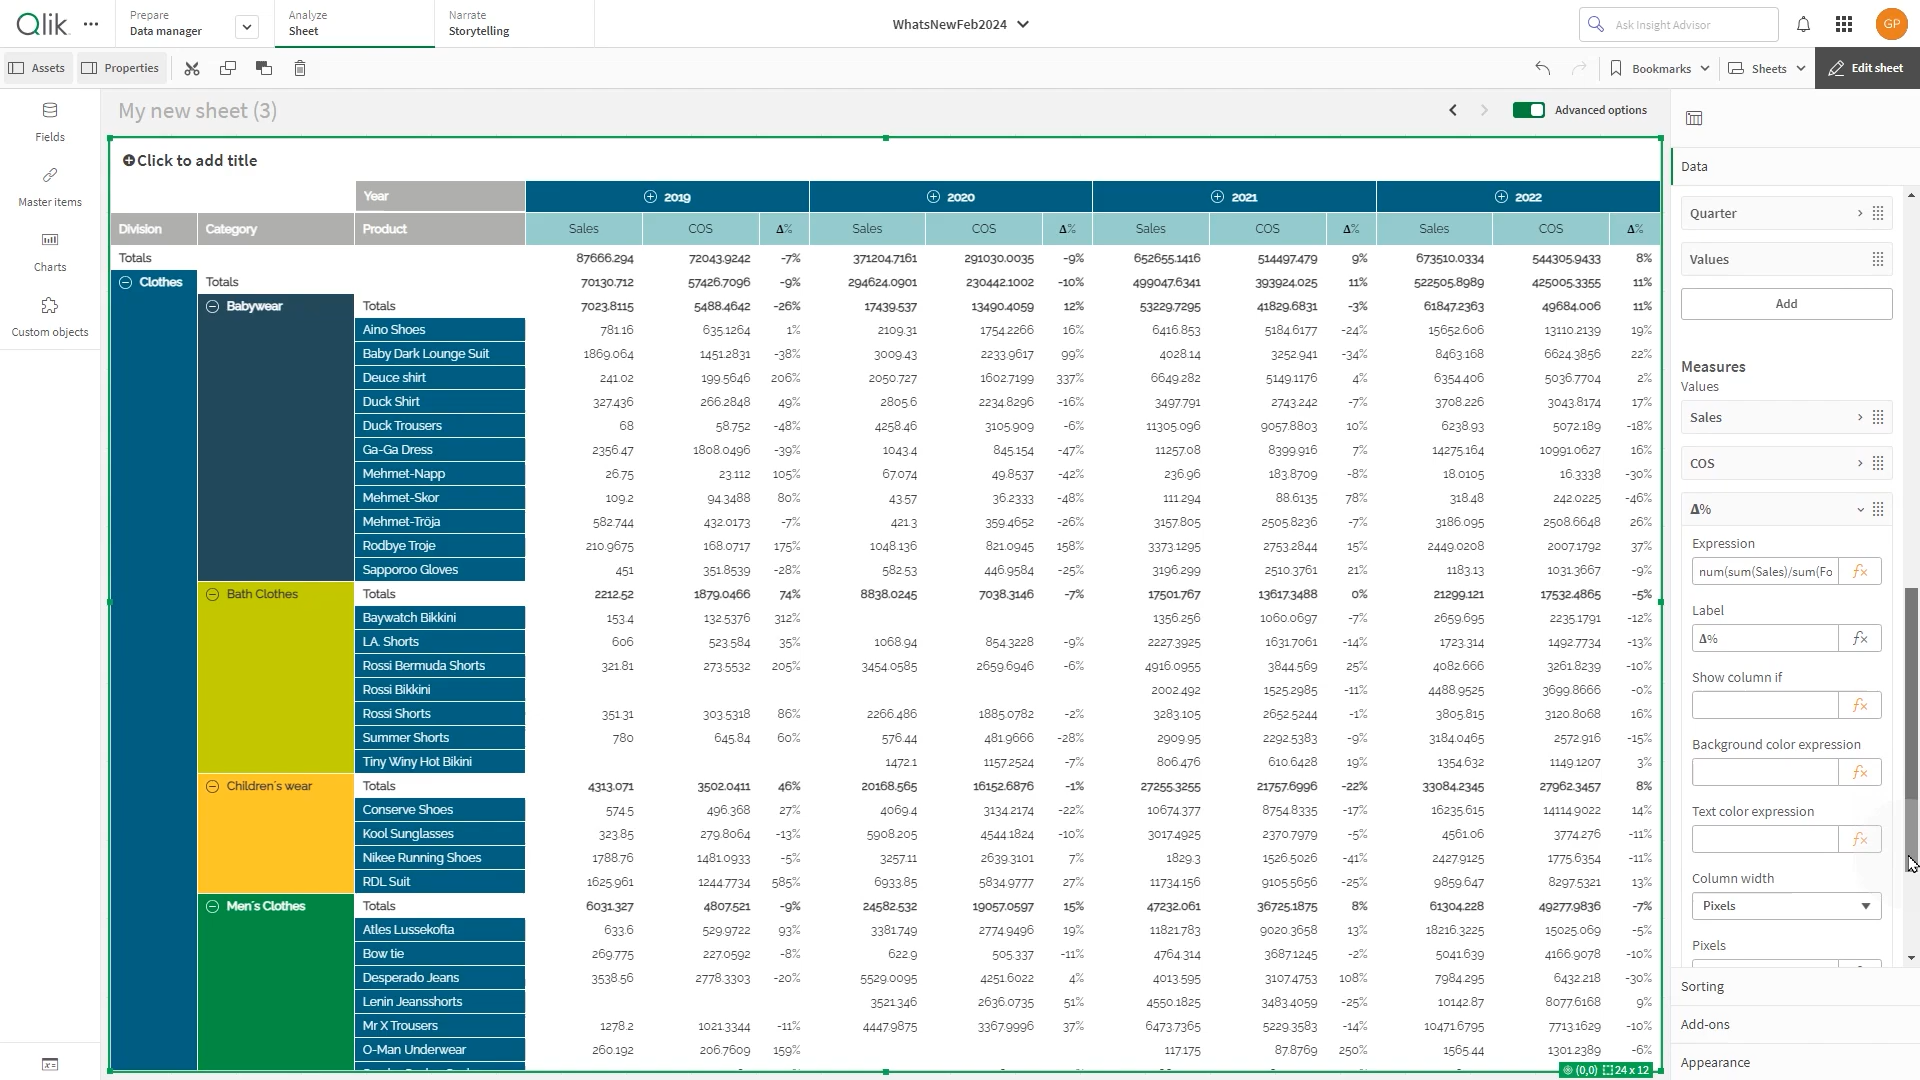 Qlik
Prepare
Data manager
Analyze
Sheet
Narrate
Storytelling
WhatsNewFeb2024
Ask Insight Advisor
GP
Assets
Properties
Bookmarks
Sheets
Edit sheet
Fields
Master items
Charts
Custom objects
My new sheet (3)
Advanced options
Click to add title
Year 2019 2020 2021 2022
Division Category Product Sales COS Δ% Sales COS Δ% Sales COS Δ% Sales COS Δ%
Totals 87666.294 72043.9242 -7% 371204.7161 291030.0035 -9% 652655.1416 514497.479 9% 673510.0334 544305.9433 8%
Clothes Totals 70130.712 57426.7096 -9% 294624.0901 230442.1002 -10% 499047.6341 393924.025 11% 522505.8989 425005.3355 11%
Babywear Totals 7023.8115 5488.4642 -26% 17439.537 13490.4059 12% 53229.7295 41829.6831 -3% 61847.2363 49684.006 11%
Aino Shoes 781.16 635.1264 1% 2109.31 1754.2266 16% 6416.853 5184.6177 -24% 15652.606 13110.2139 19%
Baby Dark Lounge Suit 1869.064 1451.2831 -38% 3009.43 2233.9617 99% 4028.14 3252.941 -34% 8463.168 6624.3856 22%
Deuce shirt 241.02 199.5646 206% 2050.727 1602.7199 337% 6649.282 5149.1176 4% 6354.406 5036.7704 2%
Duck Shirt 327.436 266.2848 49% 2805.6 2234.8296 -16% 3497.791 2743.242 -7% 3708.226 3043.8174 17%
Duck Trousers 68 58.752 -48% 4258.46 3105.909 -6% 11305.096 9057.8803 10% 6238.93 5072.189 -18%
Ga-Ga Dress 2356.47 1808.0496 -39% 1043.4 845.154 -47% 11257.08 8399.916 7% 14275.164 10991.0627 16%
Mehmet-Napp 26.75 23.112 105% 67.074 49.8537 -42% 236.96 183.8709 -8% 18.0105 16.3338 -30%
Mehmet-Skor 109.2 94.3488 80% 43.57 36.2333 -48% 111.294 88.6135 78% 318.48 242.0225 -46%
Mehmet-Tröja 582.744 432.0173 -7% 421.3 359.4652 -26% 3157.805 2505.8236 -7% 3186.095 2508.6648 26%
Rodbye Troje 210.9675 168.0717 175% 1048.136 821.0945 158% 3373.1295 2753.2844 15% 2449.0208 2007.1792 37%
Sapporoo Gloves 451 351.8539 -28% 582.53 446.9584 -25% 3196.299 2510.3761 21% 1183.13 1031.3667 -9%
Bath Clothes Totals 2212.52 1879.0466 74% 8838.0245 7038.3146 -7% 17501.767 13617.3488 0% 21299.121 17532.4865 -5%
Baywatch Bikkini 153.4 132.5376 312% 1356.256 1060.0697 -7% 2659.695 2235.1791 -12%
LA. Shorts 606 523.584 35% 1068.94 854.3228 -9% 2227.3925 1631.7061 -14% 1723.314 1492.7734 -13%
Rossi Bermuda Shorts 321.81 273.5532 205% 3454.0585 2659.6946 -6% 4916.0955 3844.569 25% 4082.666 3261.8239 -10%
Rossi Bikkini 2002.492 1525.2985 -11% 4488.9525 3699.8666 -0%
Rossi Shorts 351.31 303.5318 86% 2266.486 1885.0782 -2% 3283.105 2652.5244 -1% 3805.815 3120.8068 16%
Summer Shorts 780 645.84 60% 576.44 481.9666 -28% 2909.95 2292.5383 -9% 3184.0465 2572.916 -15%
Tiny Winy Hot Bikini 1472.1 1157.2524 -7% 806.476 610.6428 19% 1354.632 1149.1207 3%
Children´s wear Totals 4313.071 3502.0411 46% 20168.565 16152.6876 -1% 27255.3255 21757.6996 -22% 33084.2345 27962.3457 8%
Conserve Shoes 574.5 496.368 27% 4069.4 3134.2174 -22% 10674.377 8754.8335 -17% 16235.615 14114.9022 14%
Kool Sunglasses 323.85 279.8064 -13% 5908.205 4544.1824 -10% 3017.4925 2370.7979 -5% 4561.06 3774.276 -11%
Nikee Running Shoes 1788.76 1481.0933 -5% 3257.11 2639.3101 7% 1829.3 1526.5026 -41% 2427.9125 1775.6354 -11%
RDL Suit 1625.961 1244.7734 585% 6933.85 5834.9777 27% 11734.156 9105.5656 -25% 9859.647 8297.5321 13%
Men´s Clothes Totals 6031.327 4807.521 -9% 24582.532 19057.0597 15% 47232.061 36725.1875 8% 61304.228 49277.9836 -7%
Atles Lussekofta 633.6 529.9722 93% 3381.749 2774.9496 19% 11821.783 9020.3658 13% 18216.3225 15025.069 -5%
Bow tie 269.775 227.0592 -8% 622.9 505.337 -11% 4764.314 3687.1245 -2% 5041.639 4166.9078 -10%
Desperado Jeans 3538.56 2778.3303 -20% 5529.0095 4251.6022 4% 4013.595 3107.4753 108% 7984.295 6432.218 -30%
Lenin Jeansshorts 3521.346 2636.0735 51% 4550.1825 3483.4059 -25% 10142.87 8077.6168 9%
Mr X Trousers 1278.2 1021.3344 -11% 4447.9875 3367.9996 37% 6473.7365 5229.3583 -14% 10471.6795 7713.1629 -10%
O-Man Underwear 260.192 206.7609 159% 117.175 87.8769 250% 1565.44 1301.2389 -6%
(0,0) 24 x 12
Data
Quarter
Values
Add
Measures
Values
Sales
COS
Δ%
Expression
num(sum(Sales)/sum(Fo
Label
Δ%
Show column if
Background color expression
Text color expression
Column width
Pixels
Pixels
Sorting
Add-ons
Appearance